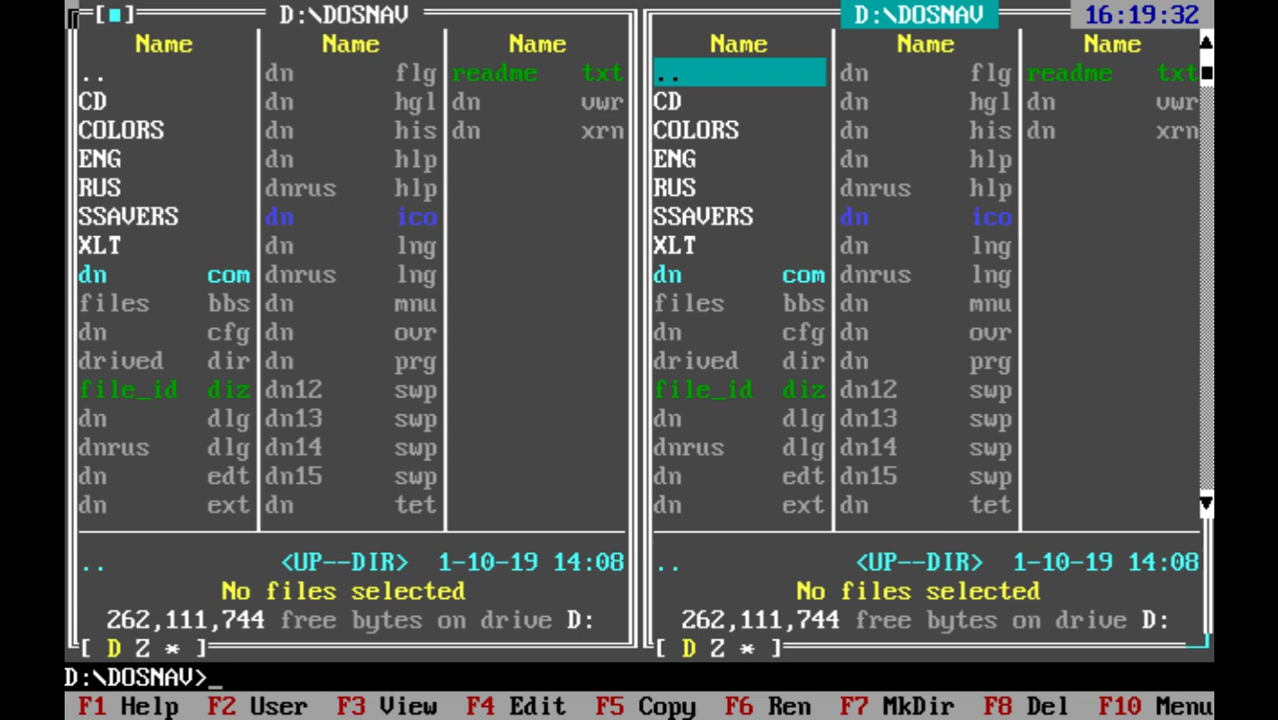 [■] D:\DOSNAV D:\DOSNAV 16:19:32
Name Name Name Name Name Name
.. dn flg readme txt .. dn flg readme txt
CD dn hgl dn vwr CD dn hgl dn vwr
COLORS dn his dn xrn COLORS dn his dn xrn
ENG dn hlp ENG dn hlp
RUS dnrus hlp RUS dnrus hlp
SSAVERS dn ico SSAVERS dn ico
XLT dn lng XLT dn lng
dn com dnrus lng dn com dnrus lng
files bbs dn mnu files bbs dn mnu
dn cfg dn ovr dn cfg dn ovr
drived dir dn prg drived dir dn prg
file_id diz dn12 swp file_id diz dn12 swp
dn dlg dn13 swp dn dlg dn13 swp
dnrus dlg dn14 swp dnrus dlg dn14 swp
dn edt dn15 swp dn edt dn15 swp
dn ext dn tet dn ext dn tet
.. <UP--DIR> 1-10-19 14:08 .. <UP--DIR> 1-10-19 14:08
No files selected No files selected
262,111,744 free bytes on drive D: 262,111,744 free bytes on drive D:
[ D Z * ] [ D Z * ]
D:\DOSNAV>_
F1 Help F2 User F3 View F4 Edit F5 Copy F6 Ren F7 MkDir F8 Del F10 Menu